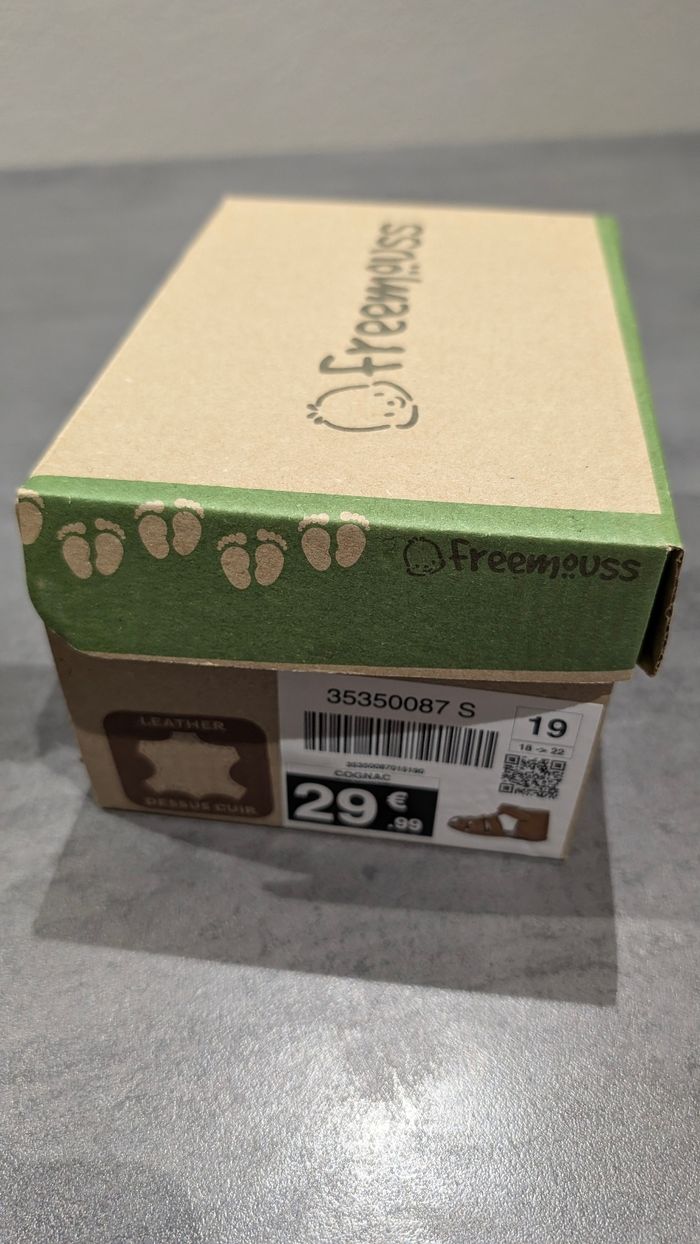 freemouss
freemouss
35350087 S
19
18 -> 22
LEATHER
COGNAC
29 €
.99
DESSUS CUIR